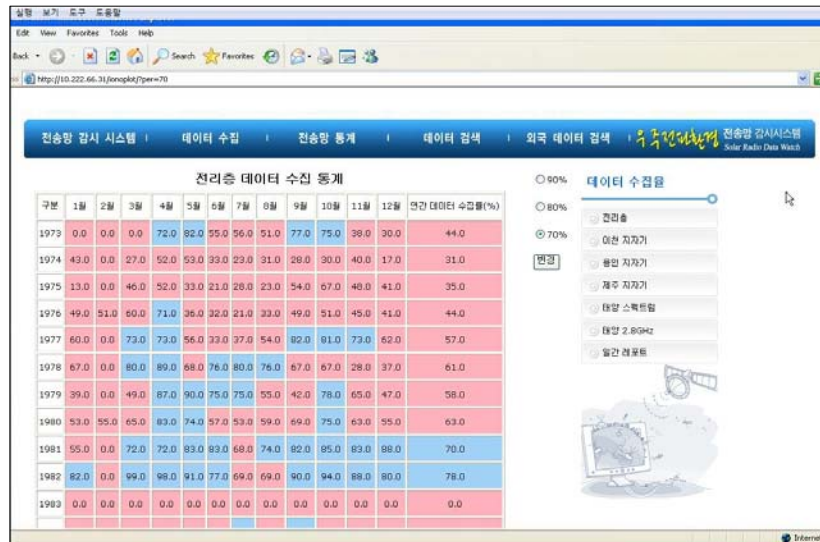 실행 보기 도구 도움말
Edit View Favorites Tools Help
Back Search Favorites
http://10.222.66.31/ionoplot/?per=70
전송망 감시 시스템 데이터 수집 전송망 통계 데이터 검색 외국 데이터 검색 우주전파환경 전송망 감시시스템
Solar Radio Data Watch
전리층 데이터 수집 통계
구분 1월 2월 3월 4월 5월 6월 7월 8월 9월 10월 11월 12월 연간 데이터 수집률(%)
1973 0.0 0.0 0.0 72.0 82.0 55.0 56.0 51.0 77.0 75.0 38.0 30.0 44.0
1974 43.0 0.0 27.0 52.0 53.0 33.0 23.0 31.0 28.0 30.0 40.0 17.0 31.0
1975 13.0 0.0 46.0 52.0 33.0 21.0 28.0 23.0 54.0 67.0 48.0 41.0 35.0
1976 49.0 51.0 60.0 71.0 36.0 32.0 21.0 33.0 49.0 51.0 45.0 41.0 44.0
1977 60.0 0.0 73.0 73.0 56.0 33.0 37.0 54.0 82.0 81.0 73.0 62.0 57.0
1978 67.0 0.0 80.0 89.0 68.0 76.0 80.0 76.0 67.0 67.0 28.0 37.0 61.0
1979 39.0 0.0 49.0 87.0 90.0 75.0 75.0 55.0 42.0 78.0 65.0 47.0 58.0
1980 53.0 55.0 65.0 83.0 74.0 57.0 53.0 59.0 69.0 75.0 63.0 55.0 63.0
1981 55.0 0.0 72.0 72.0 83.0 83.0 68.0 74.0 82.0 85.0 83.0 88.0 70.0
1982 82.0 0.0 99.0 98.0 91.0 77.0 69.0 69.0 90.0 94.0 88.0 80.0 78.0
1983 0.0 0.0 0.0 0.0 0.0 0.0 0.0 0.0 0.0 0.0 0.0 0.0 0.0
90%
80%
70%
변경
데이터 수집율
전리층
이천 지자기
용인 지자기
제주 지자기
태양 스펙트럼
태양 2.8GHz
일간 레포트
Internet